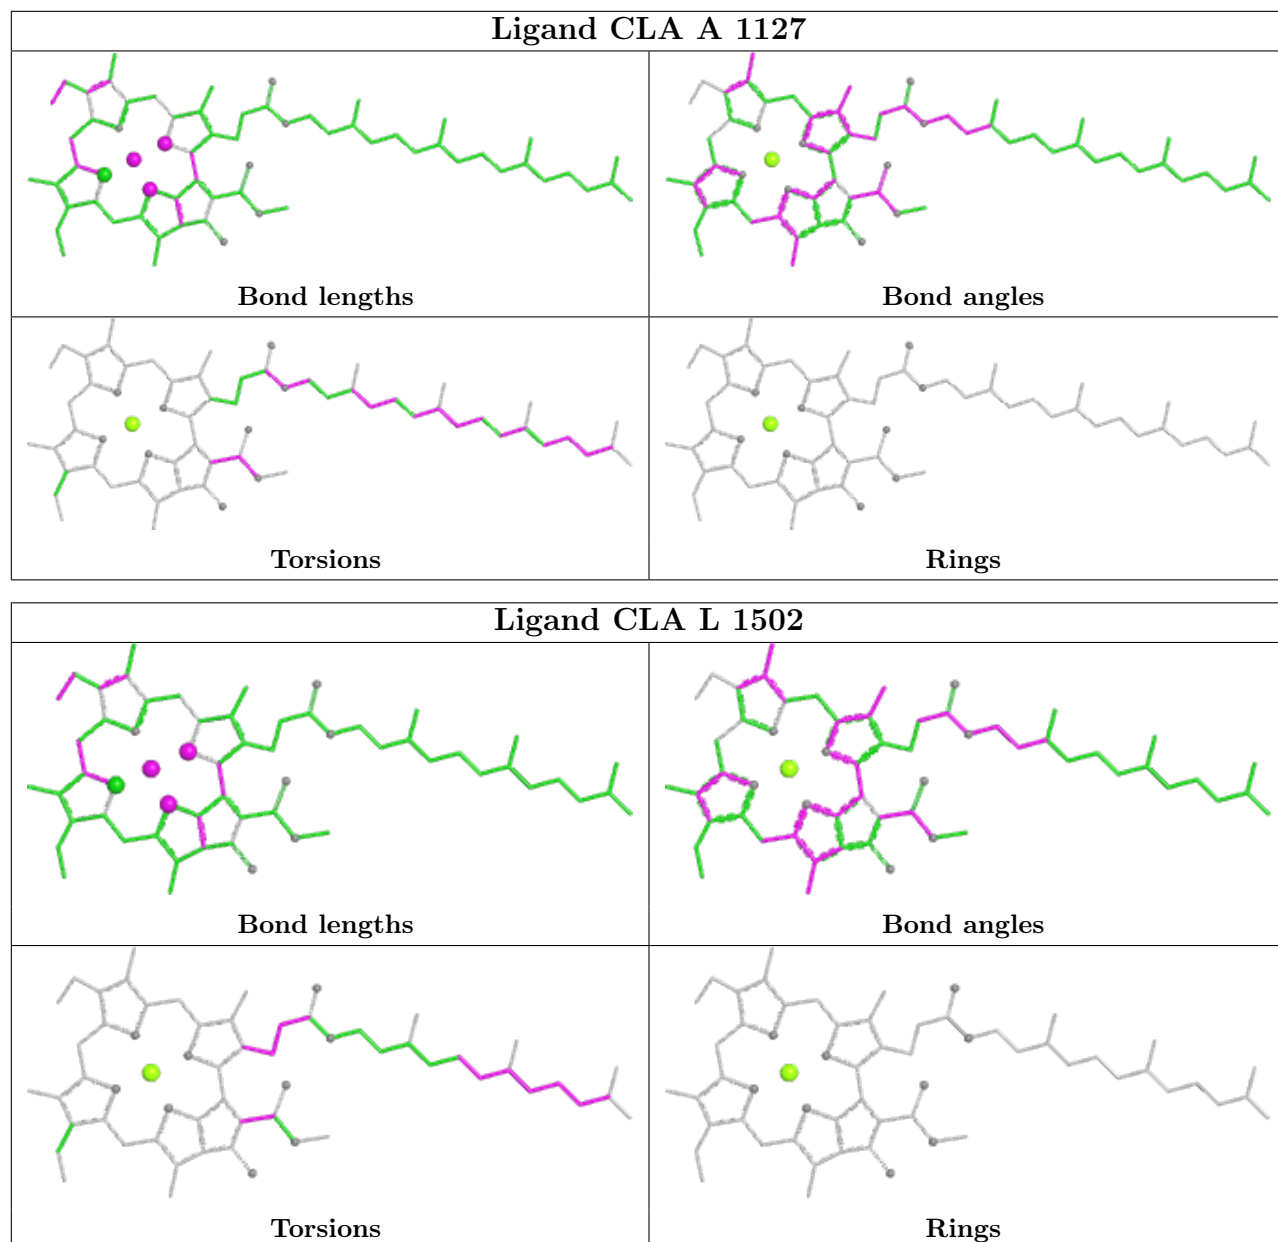 Ligand CLA A 1127
Bond lengths
Bond angles
Torsions
Rings
Ligand CLA L 1502
Bond lengths
Bond angles
Torsions
Rings